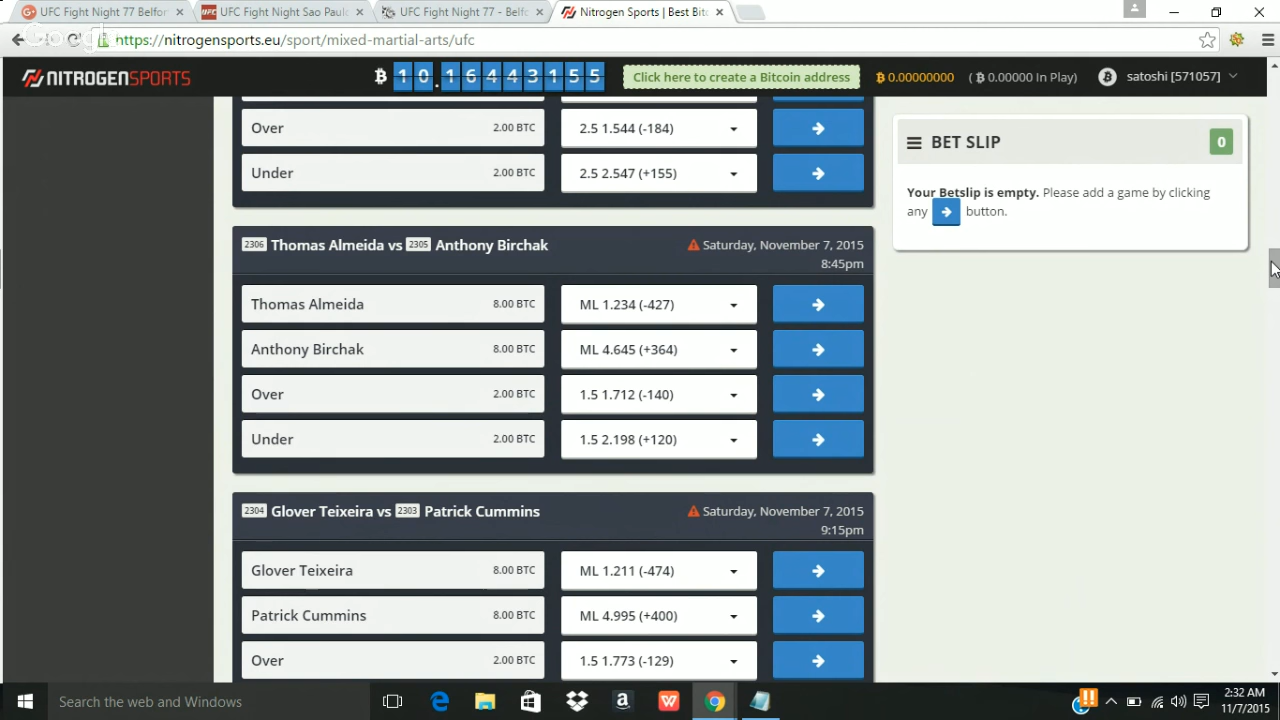 UFC Fight Night 77 Belfor
UFC Fight Night Sao Paulo
UFC Fight Night 77 - Belfo
Nitrogen Sports | Best Bitc
https://nitrogensports.eu/sport/mixed-martial-arts/ufc
NITROGENSPORTS
10.16443155
Click here to create a Bitcoin address
0.00000000
( 0.00000 In Play)
satoshi [571057]
Over 2.00 BTC 2.5 1.544 (-184)
Under 2.00 BTC 2.5 2.547 (+155)
BET SLIP 0
Your Betslip is empty. Please add a game by clicking
any button.
2306 Thomas Almeida vs 2305 Anthony Birchak Saturday, November 7, 2015
8:45pm
Thomas Almeida 8.00 BTC ML 1.234 (-427)
Anthony Birchak 8.00 BTC ML 4.645 (+364)
Over 2.00 BTC 1.5 1.712 (-140)
Under 2.00 BTC 1.5 2.198 (+120)
2304 Glover Teixeira vs 2303 Patrick Cummins Saturday, November 7, 2015
9:15pm
Glover Teixeira 8.00 BTC ML 1.211 (-474)
Patrick Cummins 8.00 BTC ML 4.995 (+400)
Over 2.00 BTC 1.5 1.773 (-129)
Search the web and Windows
2:32 AM
11/7/2015